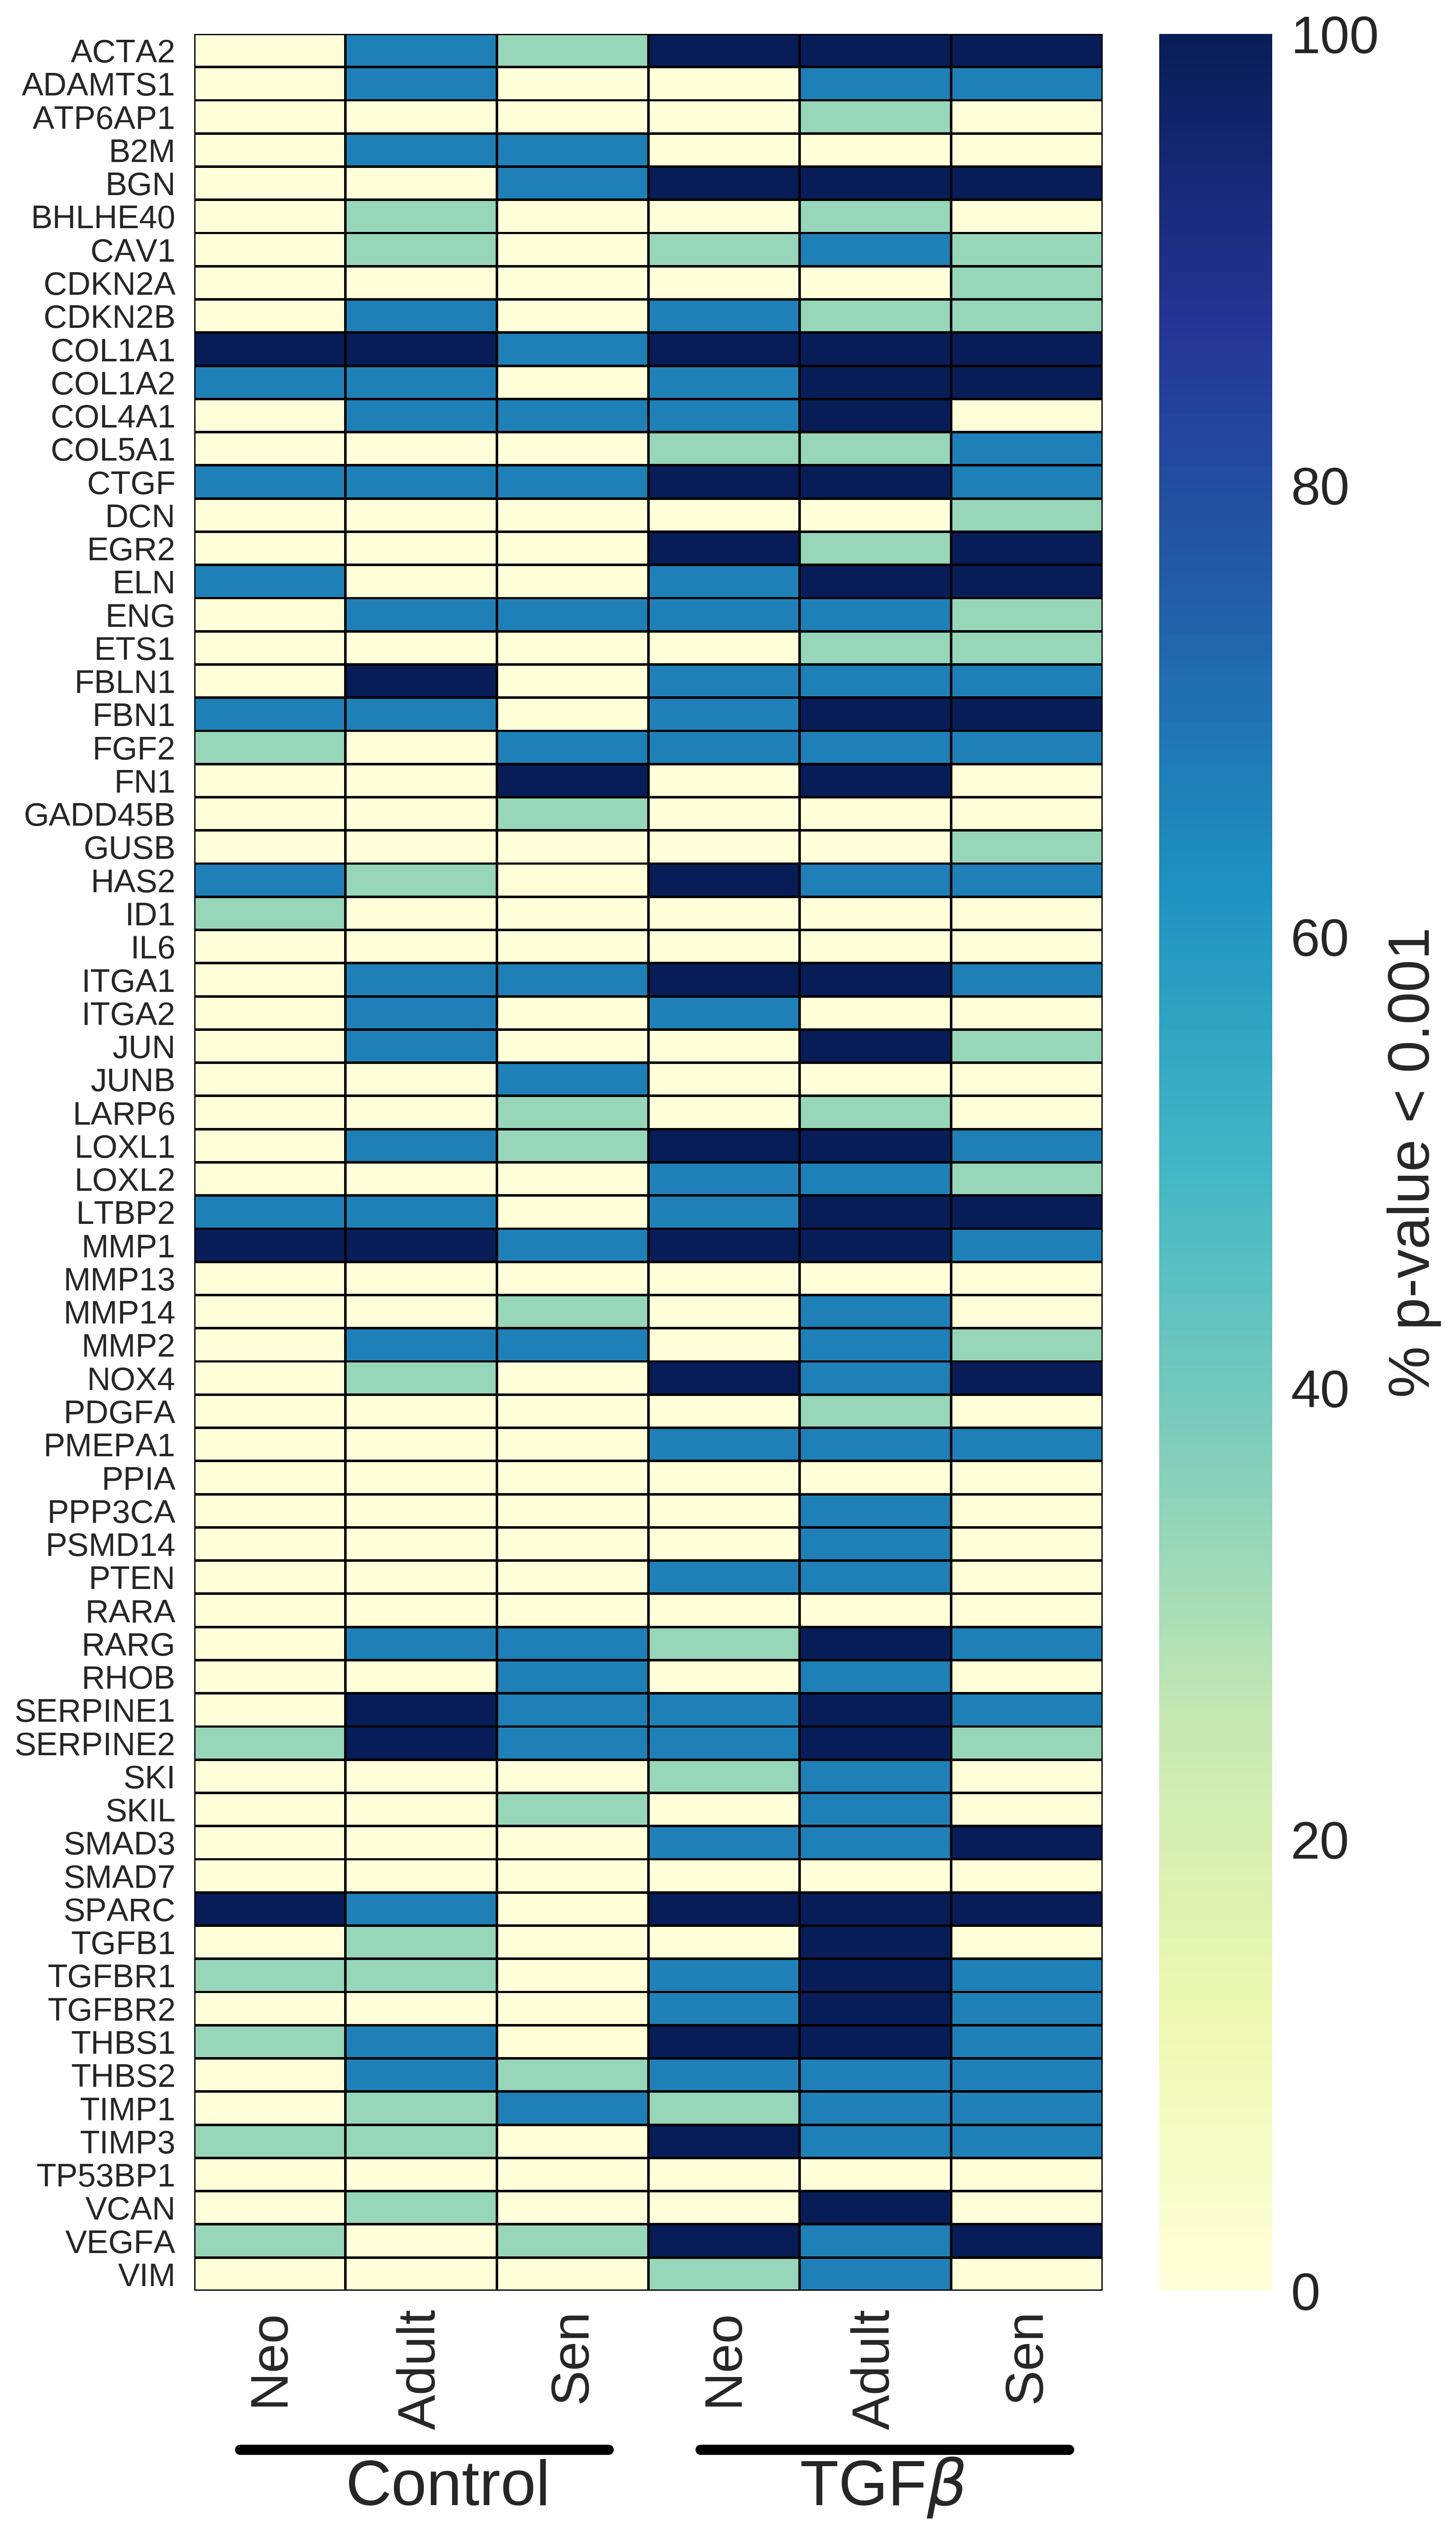 ACTA2
ADAMTS1
ATP6AP1
B2M
BGN
BHLHE40
CAV1
CDKN2A
CDKN2B
COL1A1
COL1A2
COL4A1
COL5A1
CTGF
DCN
EGR2
ELN
ENG
ETS1
FBLN1
FBN1
FGF2
FN1
GADD45B
GUSB
HAS2
ID1
IL6
ITGA1
ITGA2
JUN
JUNB
LARP6
LOXL1
LOXL2
LTBP2
MMP1
MMP13
MMP14
MMP2
NOX4
PDGFA
PMEPA1
PPIA
PPP3CA
PSMD14
PTEN
RARA
RARG
RHOB
SERPINE1
SERPINE2
SKI
SKIL
SMAD3
SMAD7
SPARC
TGFB1
TGFBR1
TGFBR2
THBS1
THBS2
TIMP1
TIMP3
TP53BP1
VCAN
VEGFA
VIM
Neo Adult Sen Neo Adult Sen
Control TGFβ
100
80
60
40
20
0
% p-value < 0.001